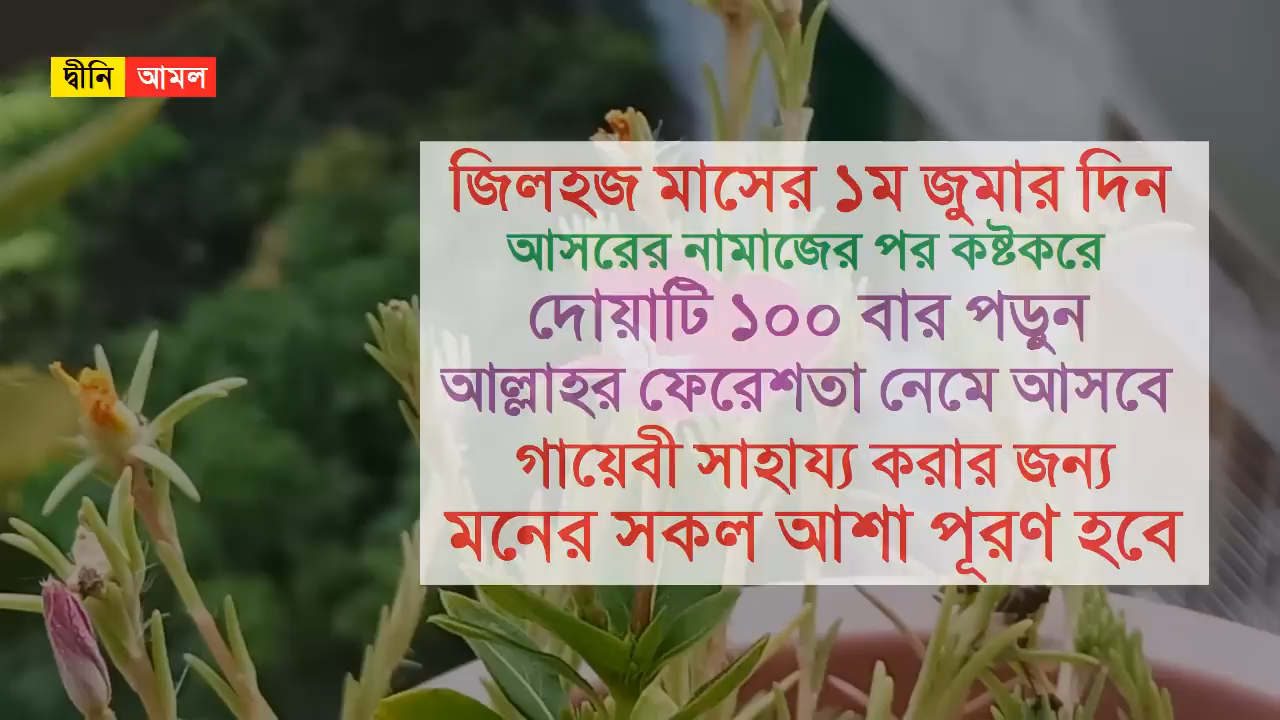 দ্বীনি আমল
জিলহজ মাসের ১ম জুমার দিন
আসরের নামাজের পর কষ্টকরে
দোয়াটি ১০০ বার পড়ুন
আল্লাহর ফেরেশতা নেমে আসবে
গায়েবী সাহায্য করার জন্য
মনের সকল আশা পূরণ হবে